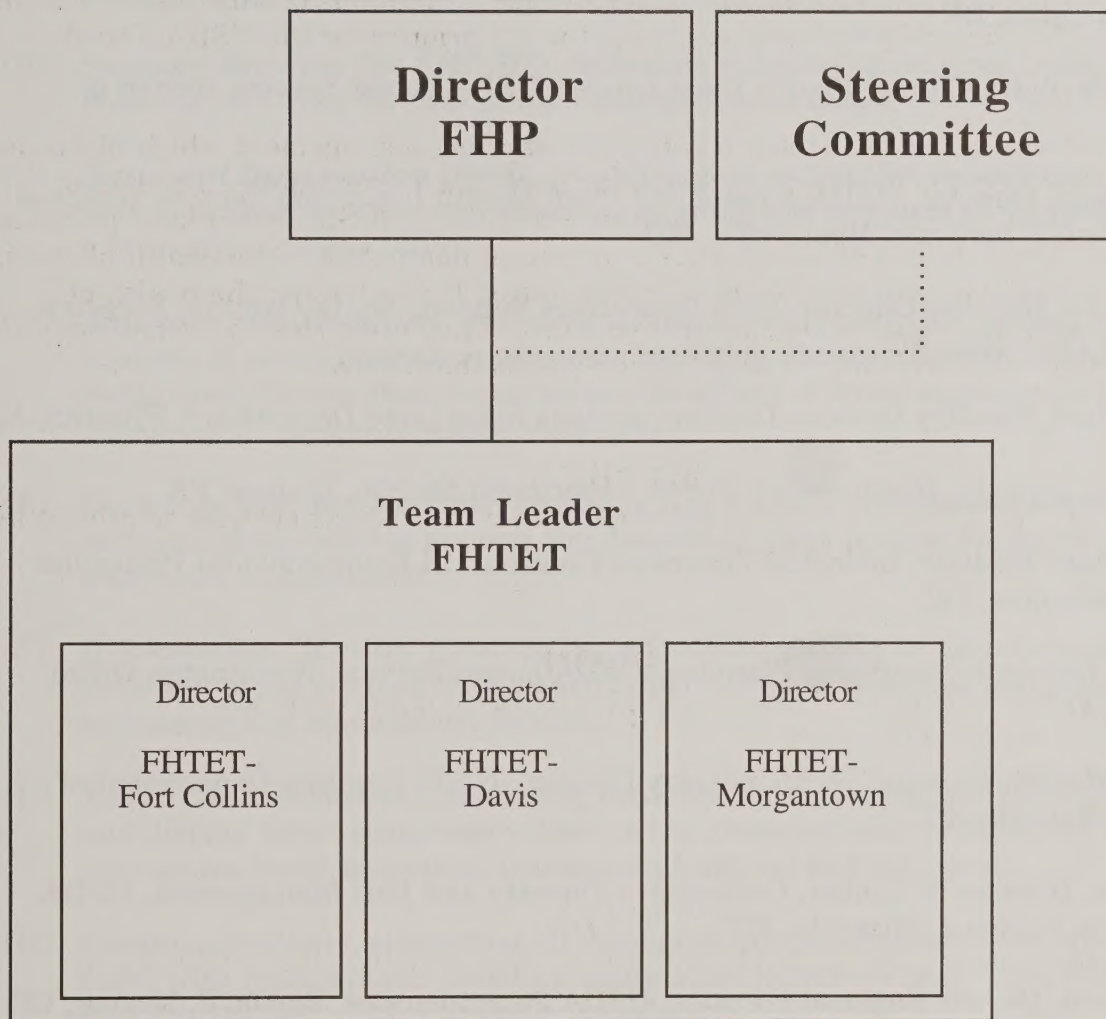 Director
FHP
Steering
Committee
Team Leader
FHTET
Director
FHTET-
Fort Collins
Director
FHTET-
Davis
Director
FHTET-
Morgantown